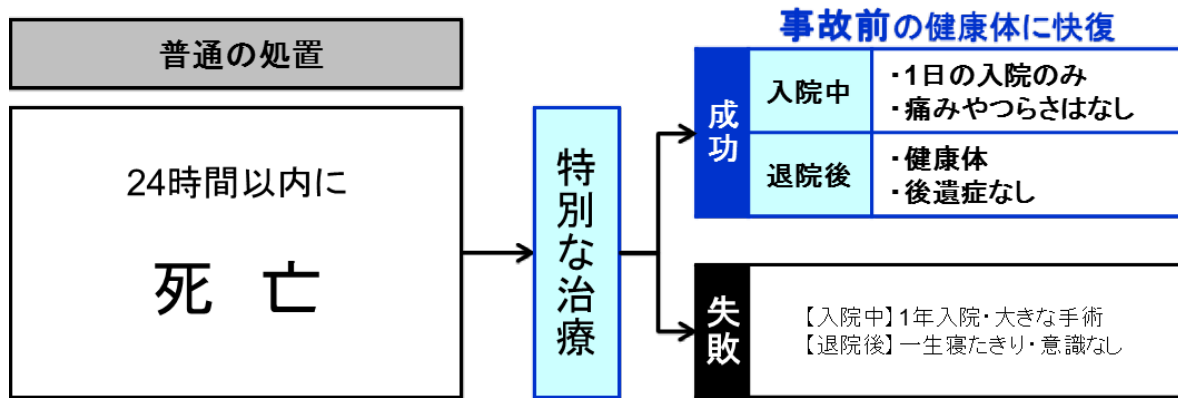 普通の処置
24時間以内に
死 亡
特別な治療
事故前の健康体に快復
成功
入院中
・1日の入院のみ
・痛みやつらさはなし
退院後
・健康体
・後遺症なし
失敗
【入院中】1年入院・大きな手術
【退院後】一生寝たきり・意識なし